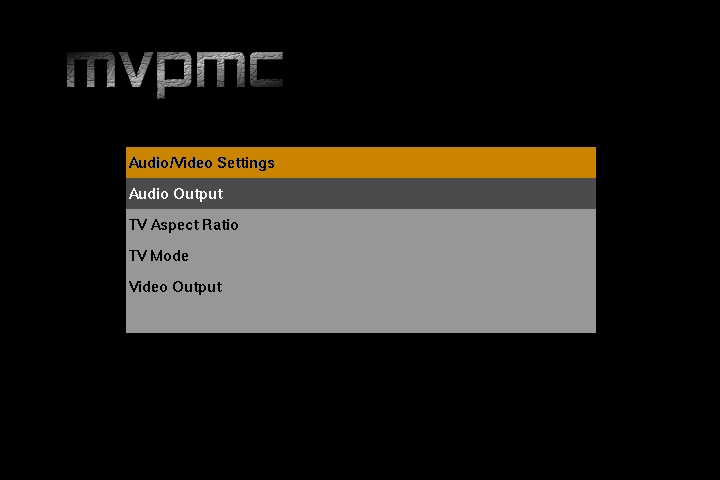 mvpmc
Audio/Video Settings
Audio Output
TV Aspect Ratio
TV Mode
Video Output